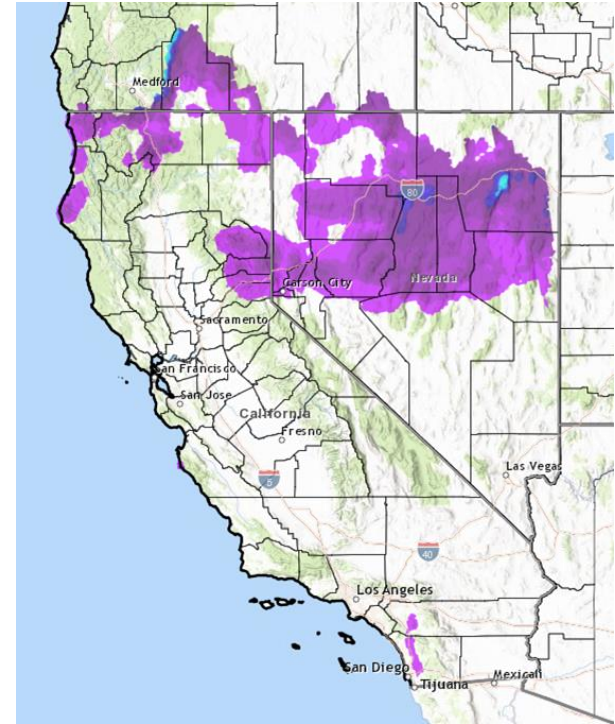 Medford
80
Nevada
Carson City
Sacramento
San Francisco
San Jose
California
Fresno
5
Las Vegas
40
Los Angeles
San Diego
Tijuana
Mexicali